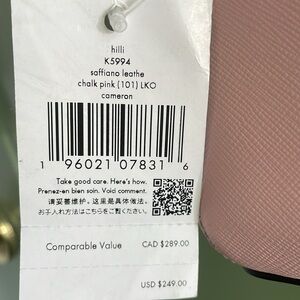 hilli
K5994
saffiano leathe
chalk pink (101) LKO
cameron
1 96021 07831 6
Take good care. Here's how.
Prenez-en bien soin. Void comment.
请妥善维护。这里是具体做法。
お手入れ方法はこちらをご覧ください。
Comparable Value CAD $289.00
USD $249.00